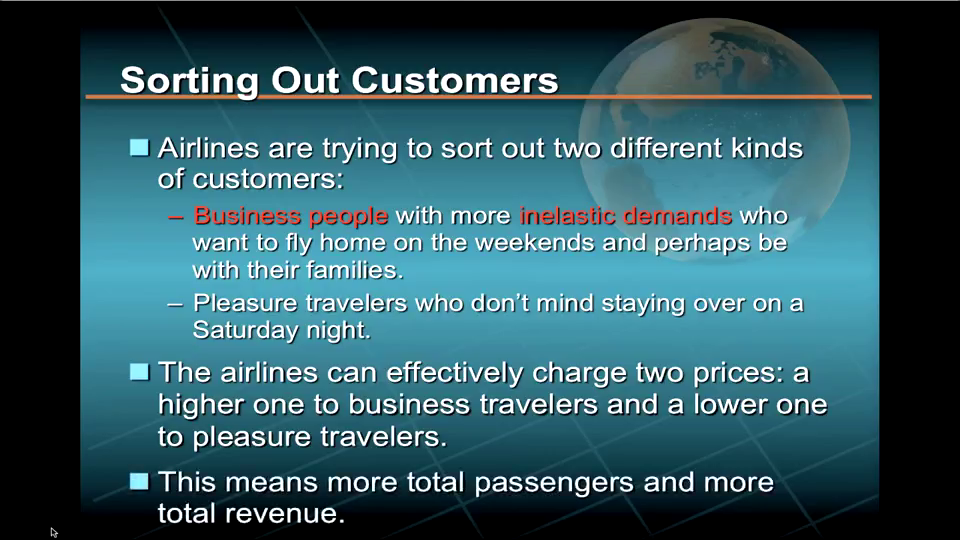 Sorting Out Customers
Airlines are trying to sort out two different kinds
of customers:
– Business people with more inelastic demands who
want to fly home on the weekends and perhaps be
with their families.
– Pleasure travelers who don’t mind staying over on a
Saturday night.
The airlines can effectively charge two prices: a
higher one to business travelers and a lower one
to pleasure travelers.
This means more total passengers and more
total revenue.